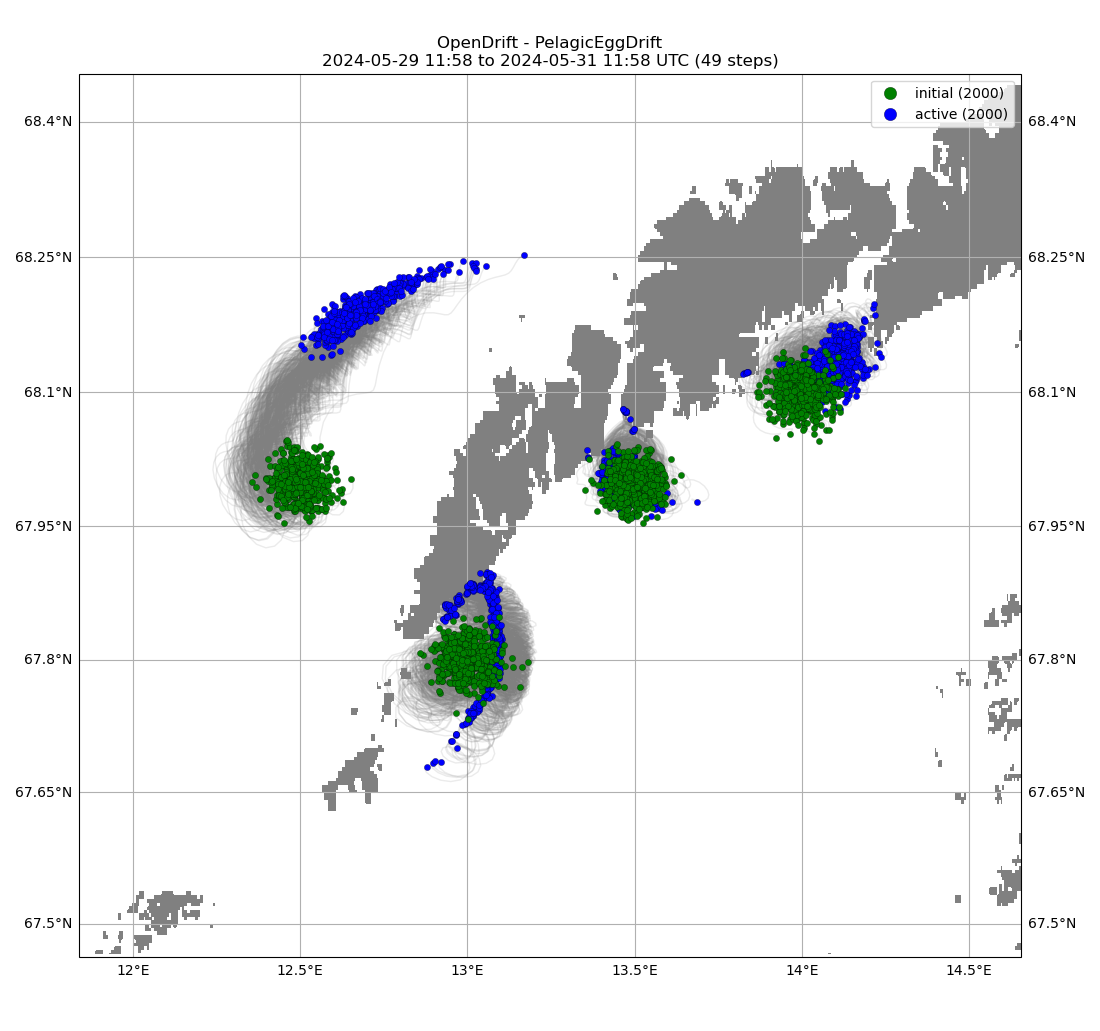 OpenDrift - PelagicEggDrift
2024-05-29 11:58 to 2024-05-31 11:58 UTC (49 steps)
initial (2000)
active (2000)
68.4°N
68.4°N
68.25°N
68.25°N
68.1°N
68.1°N
67.95°N
67.95°N
67.8°N
67.8°N
67.65°N
67.65°N
67.5°N
67.5°N
12°E
12.5°E
13°E
13.5°E
14°E
14.5°E